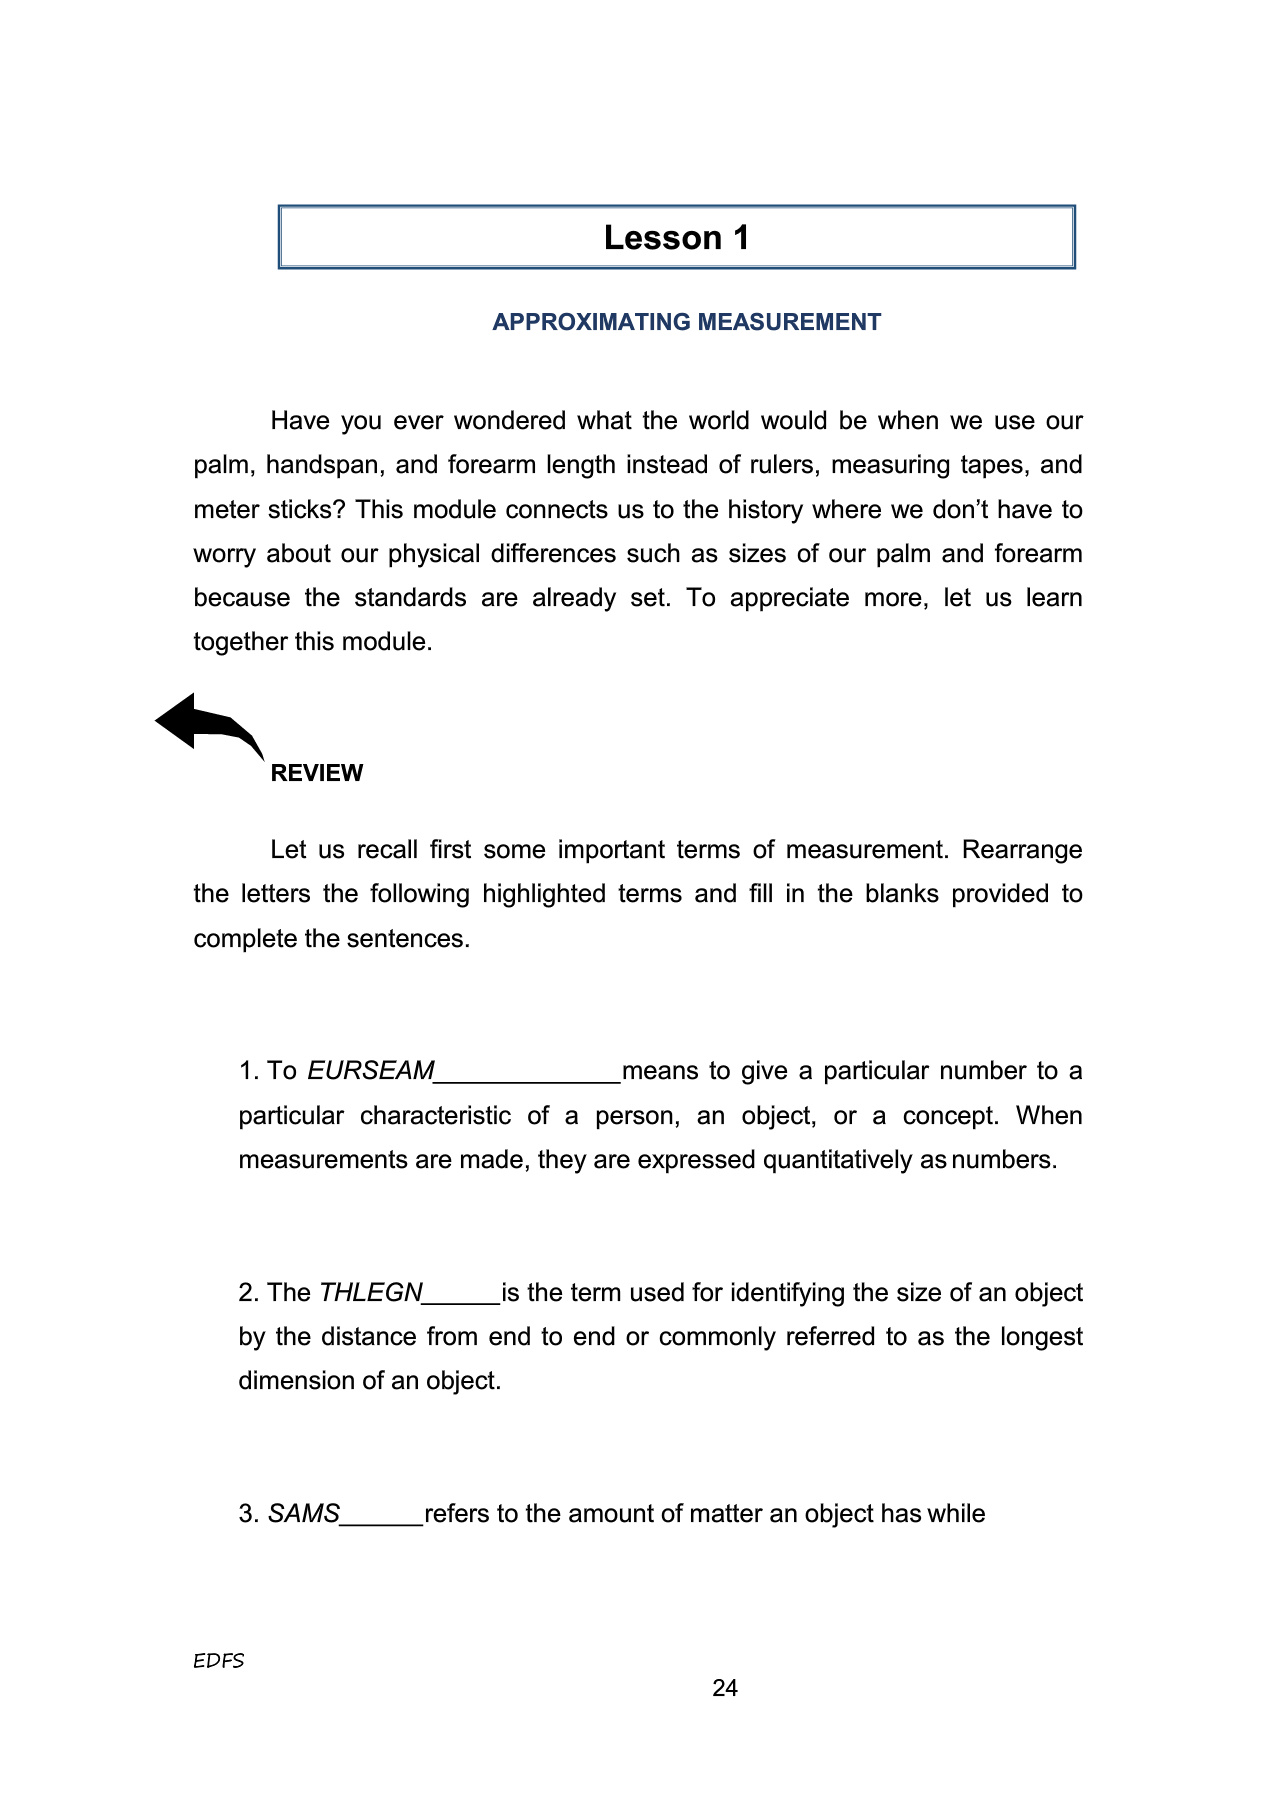 Lesson 1
APPROXIMATING MEASUREMENT
Have you ever wondered what the world would be when we use our
palm, handspan, and forearm length instead of rulers, measuring tapes, and
meter sticks? This module connects us to the history where we don’t have to
worry about our physical differences such as sizes of our palm and forearm
because the standards are already set. To appreciate more, let us learn
together this module.
REVIEW
Let us recall first some important terms of measurement. Rearrange
the letters the following highlighted terms and fill in the blanks provided to
complete the sentences.
1. To EURSEAM______________means to give a particular number to a
particular characteristic of a person, an object, or a concept. When
measurements are made, they are expressed quantitatively as numbers.
2. The THLEGN______is the term used for identifying the size of an object
by the distance from end to end or commonly referred to as the longest
dimension of an object.
3. SAMS______refers to the amount of matter an object has while
EDFS
24